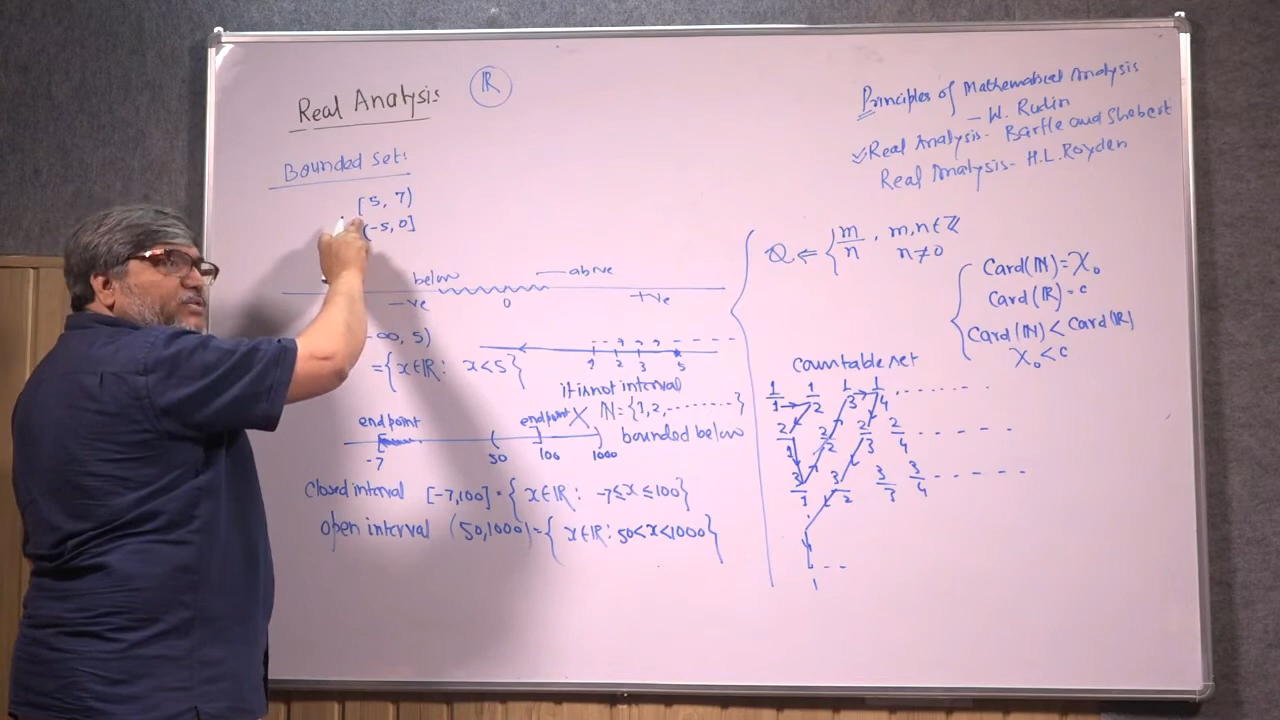 Real Analysis ℝ
Bounded Set:
[5, 7)
(-5, 0]
below above
-ve 0 +ve
∞, 5)
= {x∈ℝ: x<5}
1 2 3 5
it is not interval
endpoint endpoint X ℕ = {1,2,........}
bounded below
-7 50 100 1000
Closed interval [-7,100] = {x∈ℝ: -7≤x≤100}
open interval (50,1000) = {x∈ℝ: 50<x<1000}
Principles of Mathematical Analysis
- W. Rudin
✓ Real Analysis- Bartle and Shebert
Real Analysis- H.L. Royden
ℚ ⇐ {m/n, m,n∈ℤ
n≠0
Card(ℕ)=χ₀
Card(ℝ)=c
Card(ℕ)<Card(ℝ)
χ₀<c
Countable set
1/1 1/2 1/3 1/4 .......
2/1 2/2 2/3 2/4 - - - - -
3/1 3/2 3/3 3/4 - - - - -